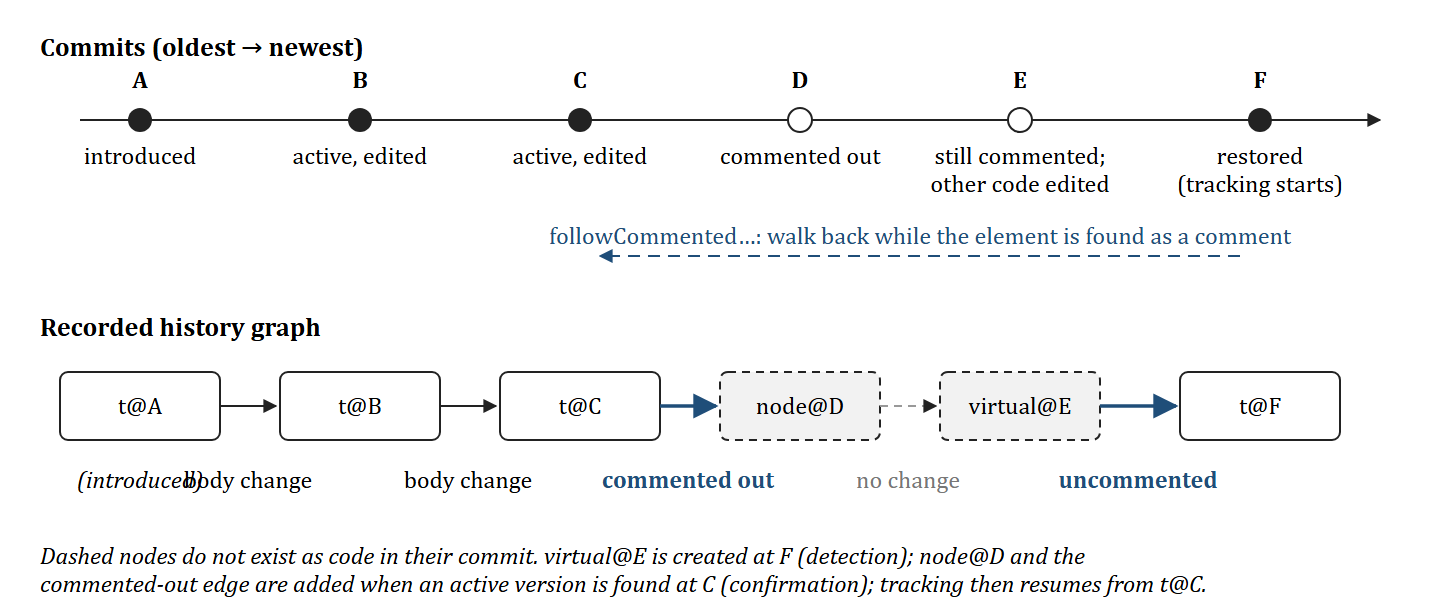 Commits (oldest → newest)
A B C D E F
introduced active, edited active, edited commented out still commented; restored
other code edited (tracking starts)
followCommented...: walk back while the element is found as a comment
Recorded history graph
t@A t@B t@C node@D virtual@E t@F
(introduced) body change body change commented out no change uncommented
Dashed nodes do not exist as code in their commit. virtual@E is created at F (detection); node@D and the
commented-out edge are added when an active version is found at C (confirmation); tracking then resumes from t@C.